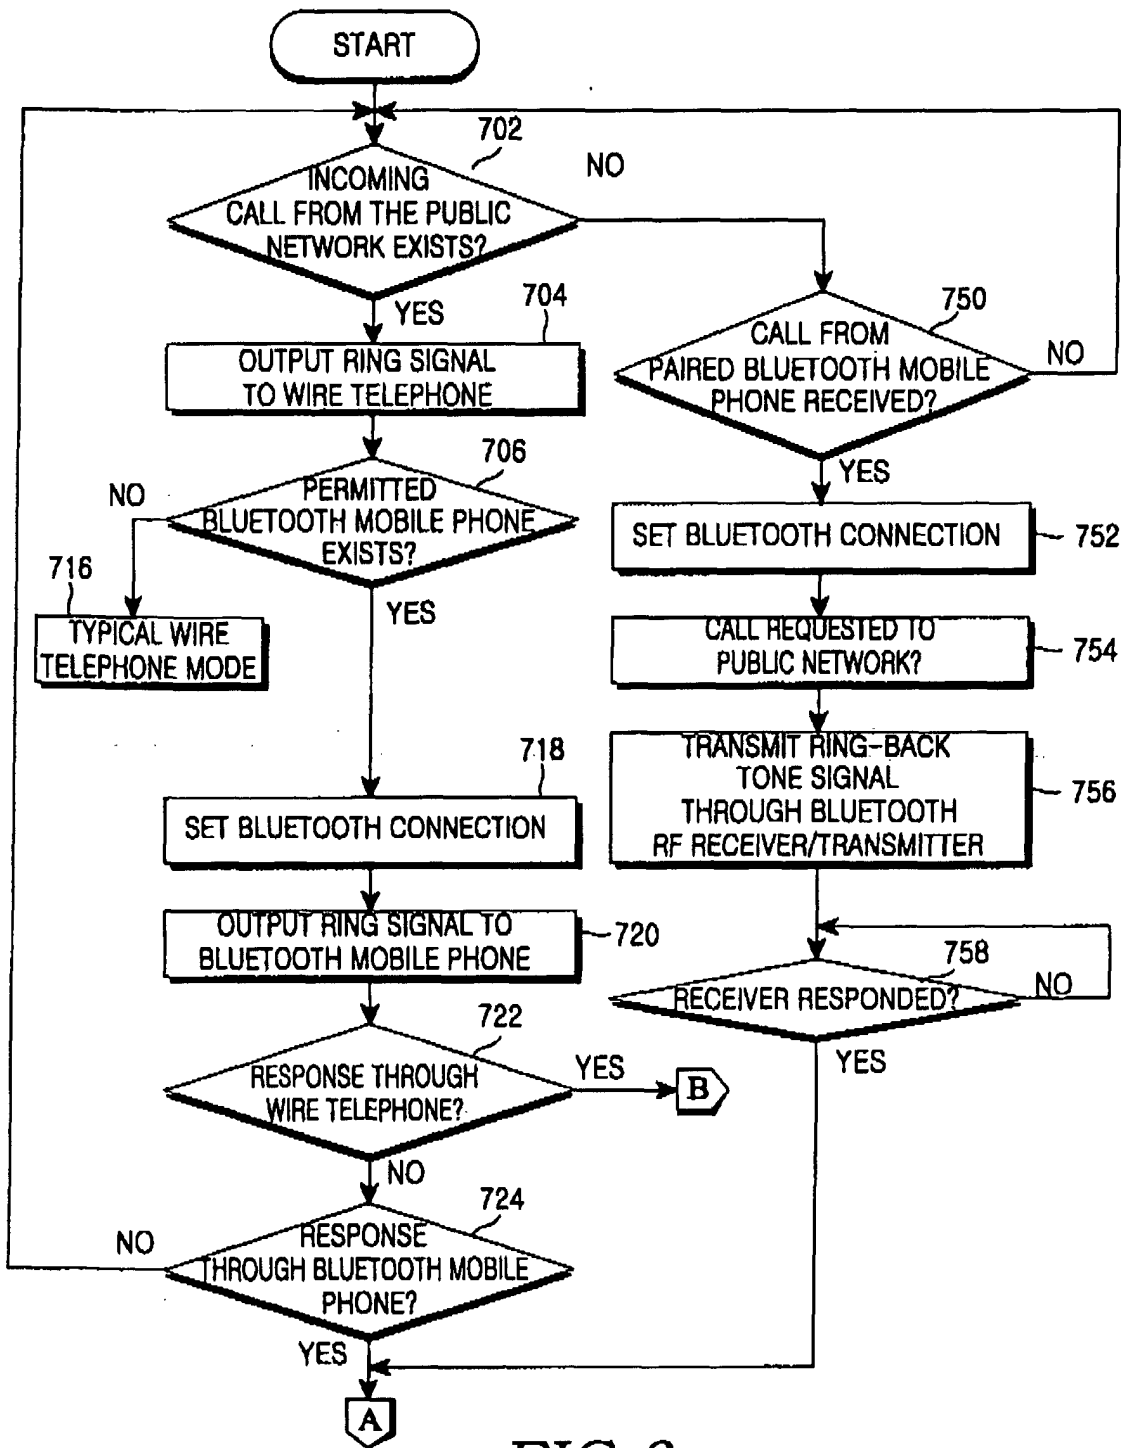 START
702
NO
INCOMING
CALL FROM THE PUBLIC
NETWORK EXISTS?
YES
704
OUTPUT RING SIGNAL
TO WIRE TELEPHONE
750
CALL FROM
PAIRED BLUETOOTH MOBILE
PHONE RECEIVED?
NO
YES
706
PERMITTED
BLUETOOTH MOBILE PHONE
EXISTS?
NO
YES
716
TYPICAL WIRE
TELEPHONE MODE
SET BLUETOOTH CONNECTION
752
CALL REQUESTED TO
PUBLIC NETWORK?
754
TRANSMIT RING-BACK
TONE SIGNAL
THROUGH BLUETOOTH
RF RECEIVER/TRANSMITTER
756
718
SET BLUETOOTH CONNECTION
OUTPUT RING SIGNAL TO
BLUETOOTH MOBILE PHONE
720
758
RECEIVER RESPONDED?
NO
YES
722
RESPONSE THROUGH
WIRE TELEPHONE?
YES
B
NO
724
RESPONSE
THROUGH BLUETOOTH MOBILE
PHONE?
NO
YES
A